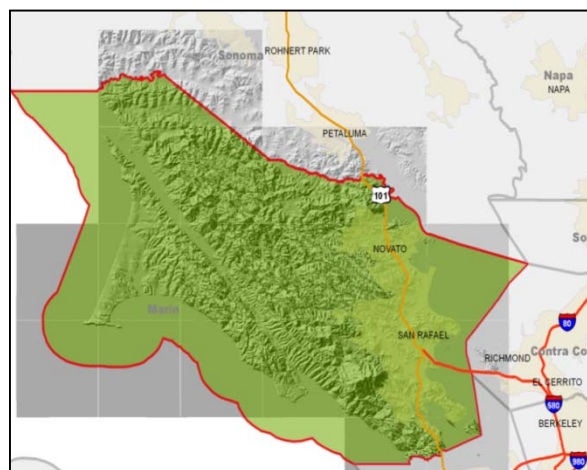 ROHNERT PARK
Sonoma
Napa
NAPA
PETALUMA
101
NOVATO
So
Marin
SAN RAFAEL
80
RICHMOND
Contra Co
EL CERRITO
580
BERKELEY
980